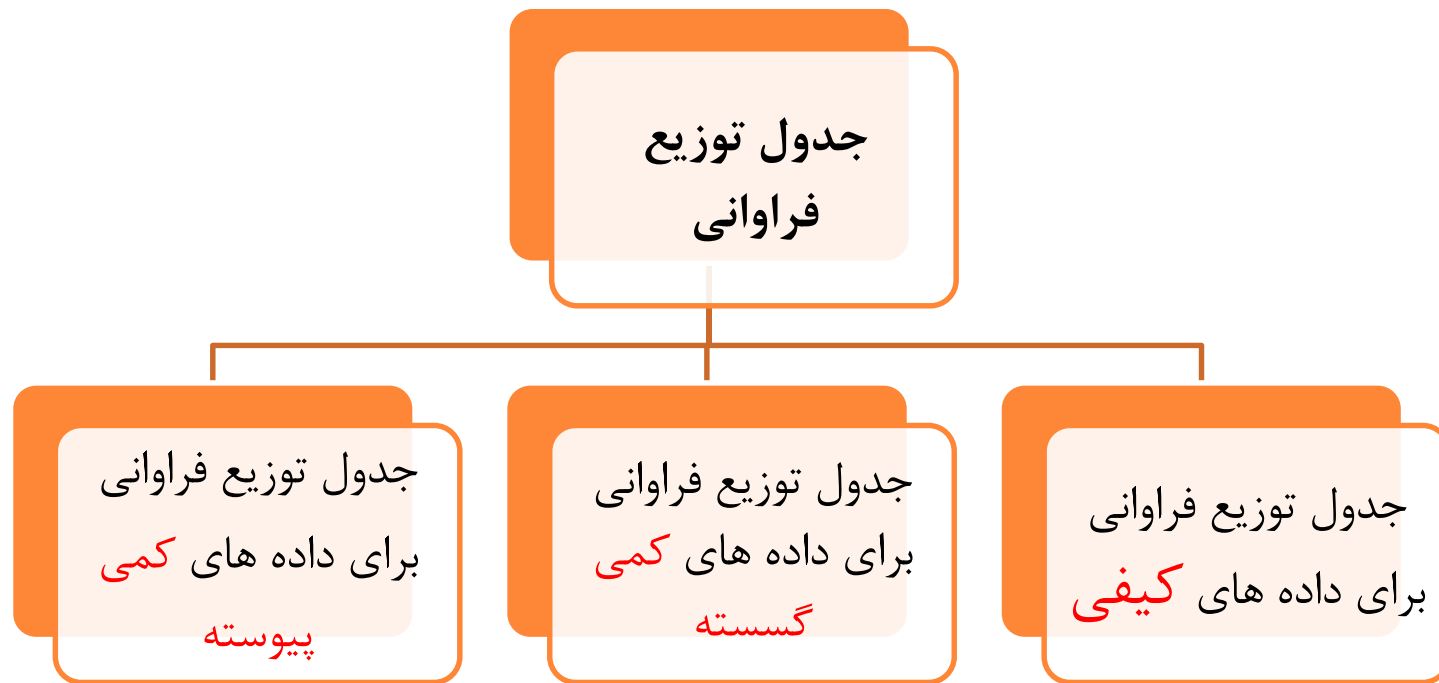 جدول توزیع
فراوانی
جدول توزیع فراوانی
برای داده های کیفی
جدول توزیع فراوانی
برای داده های کمی
گسسته
جدول توزیع فراوانی
برای داده های کمی
پیوسته